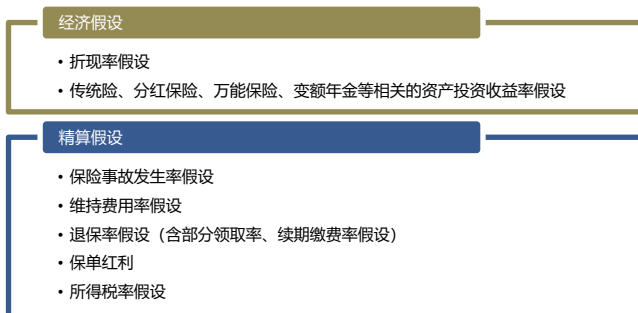 经济假设
• 折现率假设
• 传统险、分红保险、万能保险、变额年金等相关的资产投资收益率假设
精算假设
• 保险事故发生率假设
• 维持费用率假设
• 退保率假设（含部分领取率、续期缴费率假设）
• 保单红利
• 所得税率假设